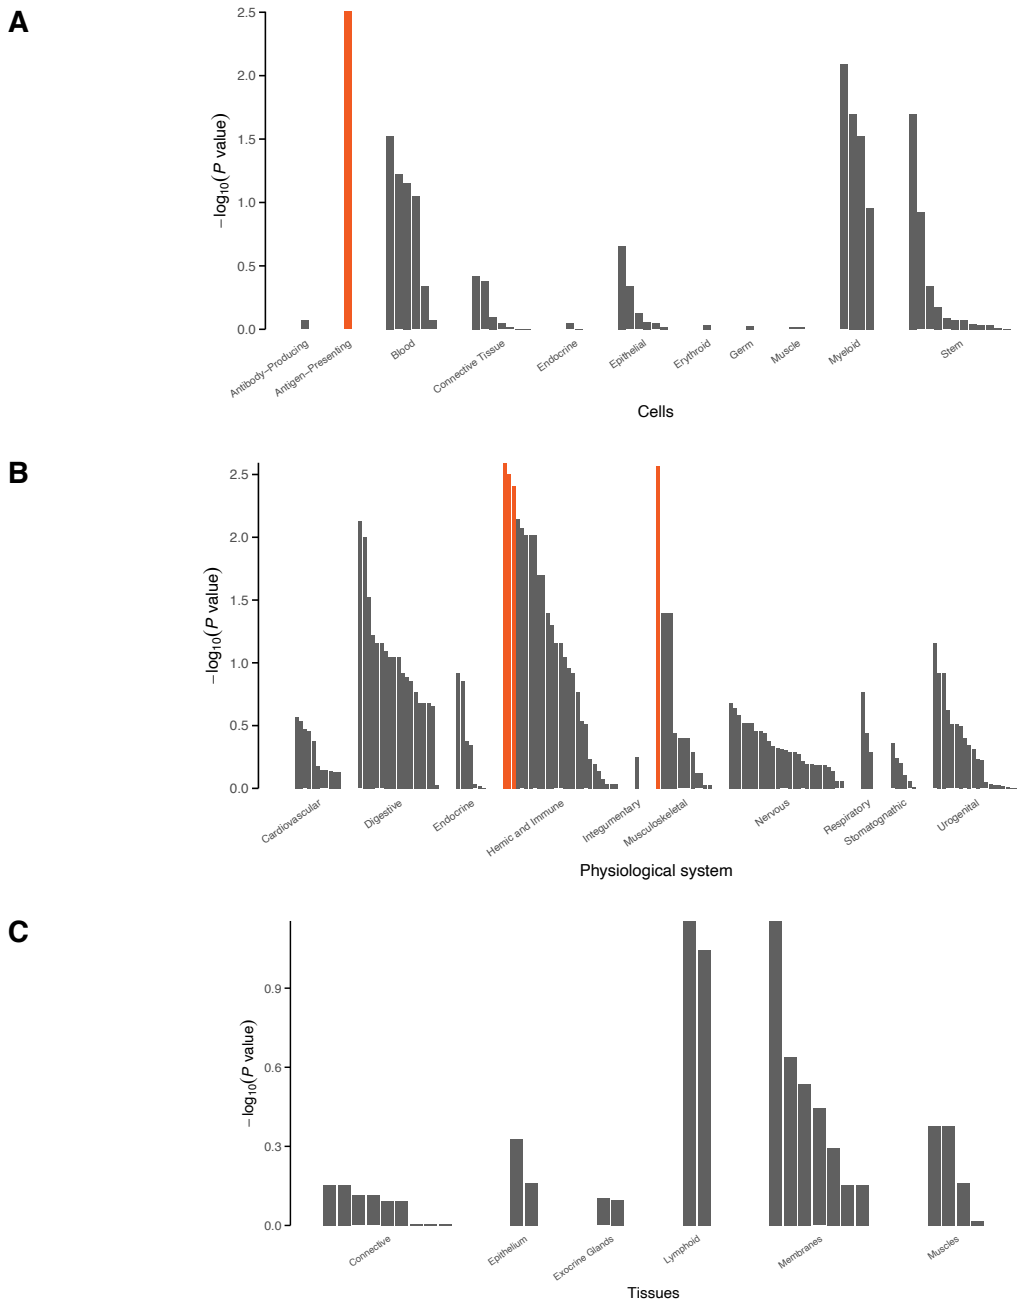 A
2.5
2.0
1.5
1.0
0.5
0.0
−log10(P value)
Antibody−Producing
Antigen−Presenting
Blood
Connective Tissue
Endocrine
Epithelial
Erythroid
Germ
Muscle
Myeloid
Stem
Cells
B
2.5
2.0
1.5
1.0
0.5
0.0
−log10(P value)
Cardiovascular
Digestive
Endocrine
Hemic and Immune
Integumentary
Musculoskeletal
Nervous
Respiratory
Stomatognathic
Urogenital
Physiological system
C
0.9
0.6
0.3
0.0
−log10(P value)
Connective
Epithelium
Exocrine Glands
Lymphoid
Membranes
Muscles
Tissues